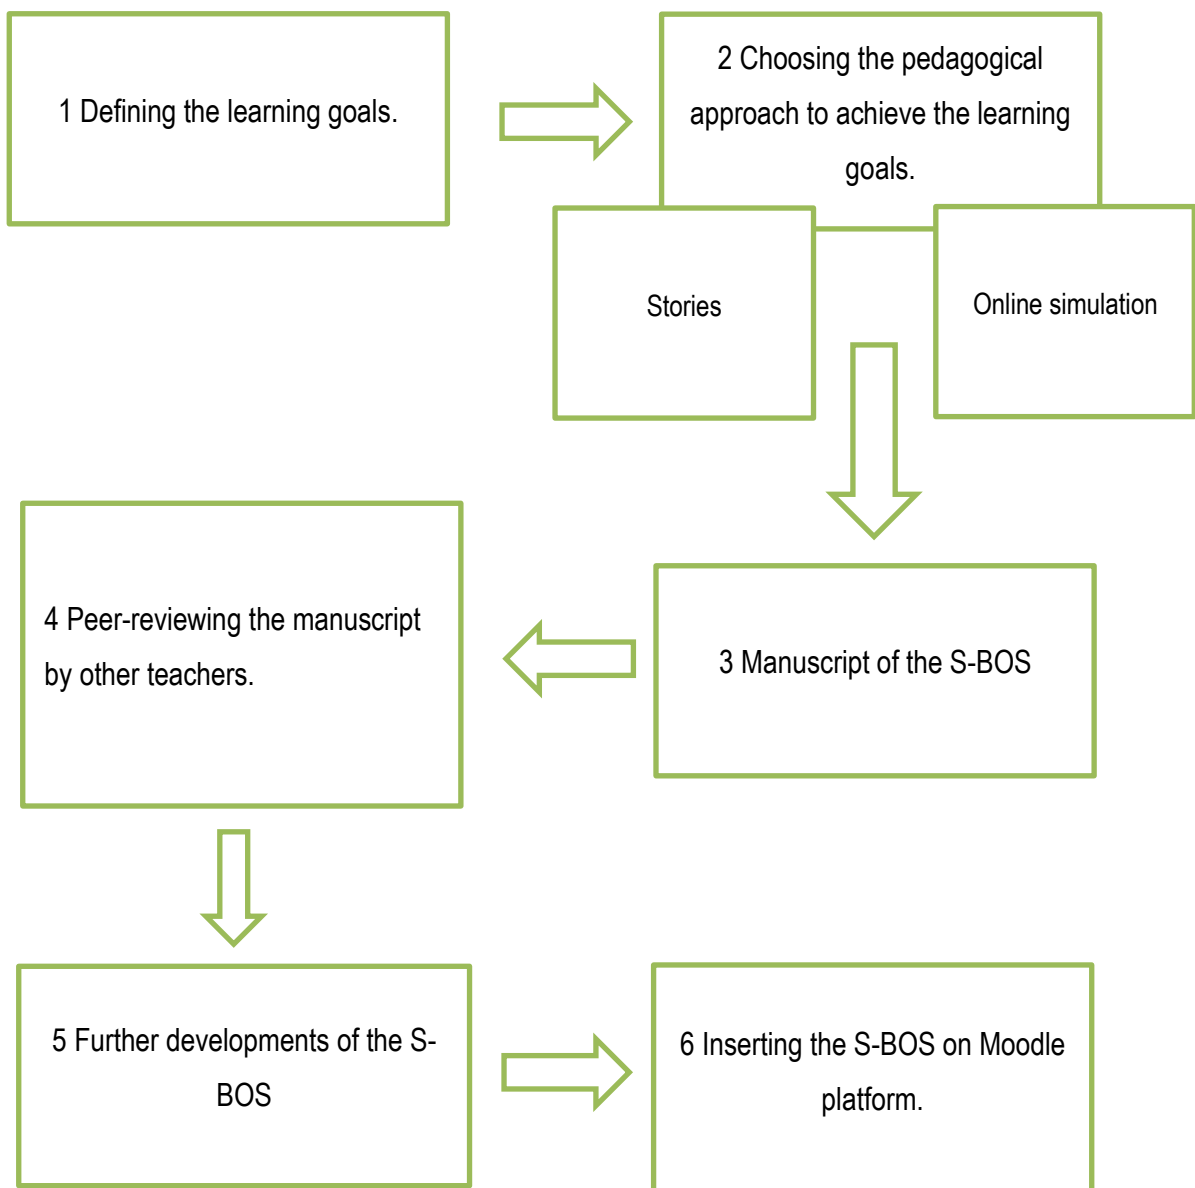 1 Defining the learning goals.
2 Choosing the pedagogical
approach to achieve the learning
goals.
Stories
Online simulation
3 Manuscript of the S-BOS
4 Peer-reviewing the manuscript
by other teachers.
5 Further developments of the S-
BOS
6 Inserting the S-BOS on Moodle
platform.